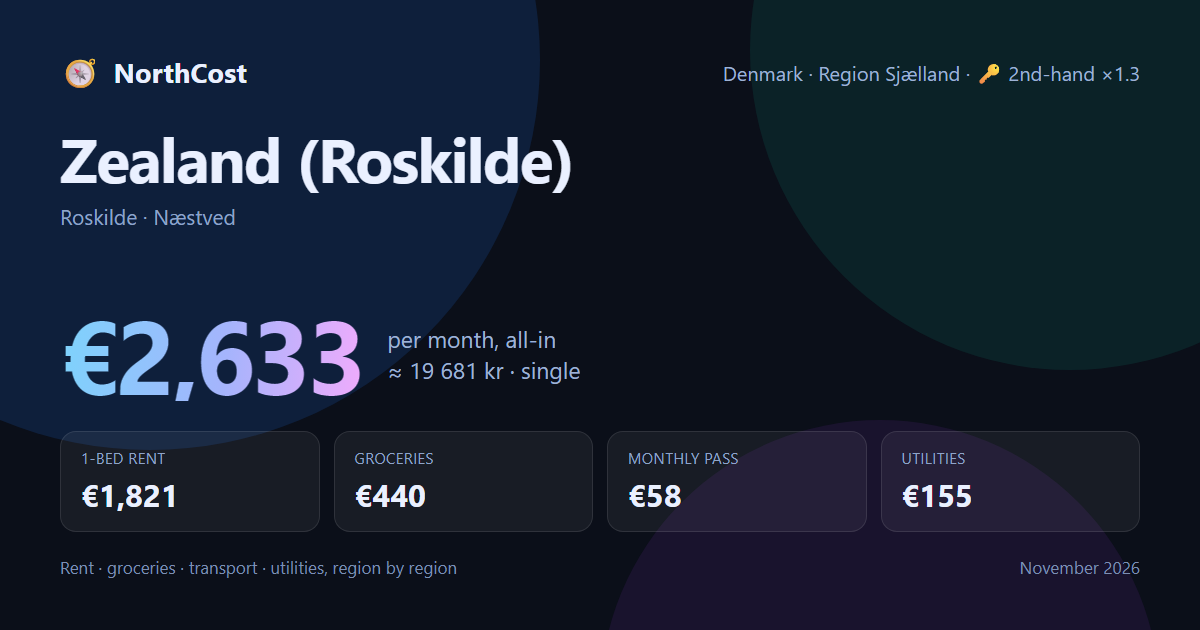 NorthCost
Denmark · Region Sjælland · 🔑 2nd-hand ×1.3
Zealand (Roskilde)
Roskilde · Næstved
€2,633
per month, all-in
≈ 19 681 kr · single
1-BED RENT
€1,821
GROCERIES
€440
MONTHLY PASS
€58
UTILITIES
€155
Rent · groceries · transport · utilities, region by region
November 2026